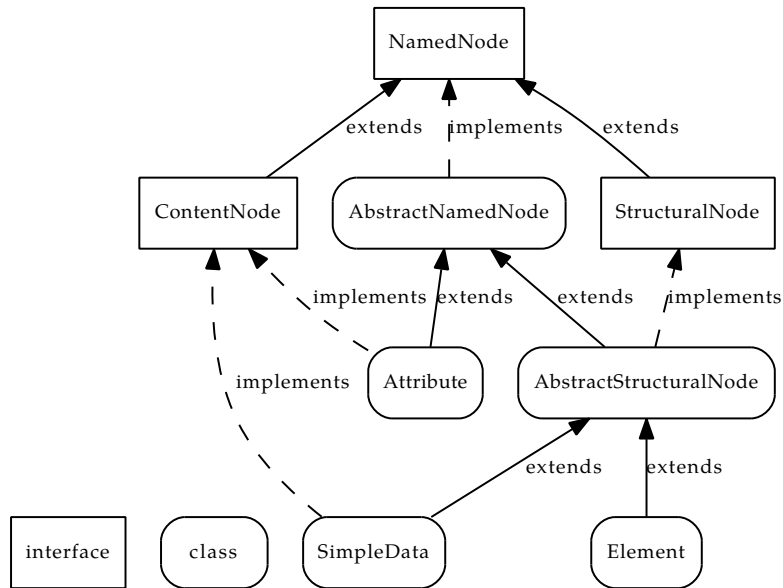 NamedNode
extends
implements
extends
ContentNode
AbstractNamedNode
StructuralNode
implements
extends
extends
implements
implements
Attribute
AbstractStructuralNode
extends
extends
interface
class
SimpleData
Element